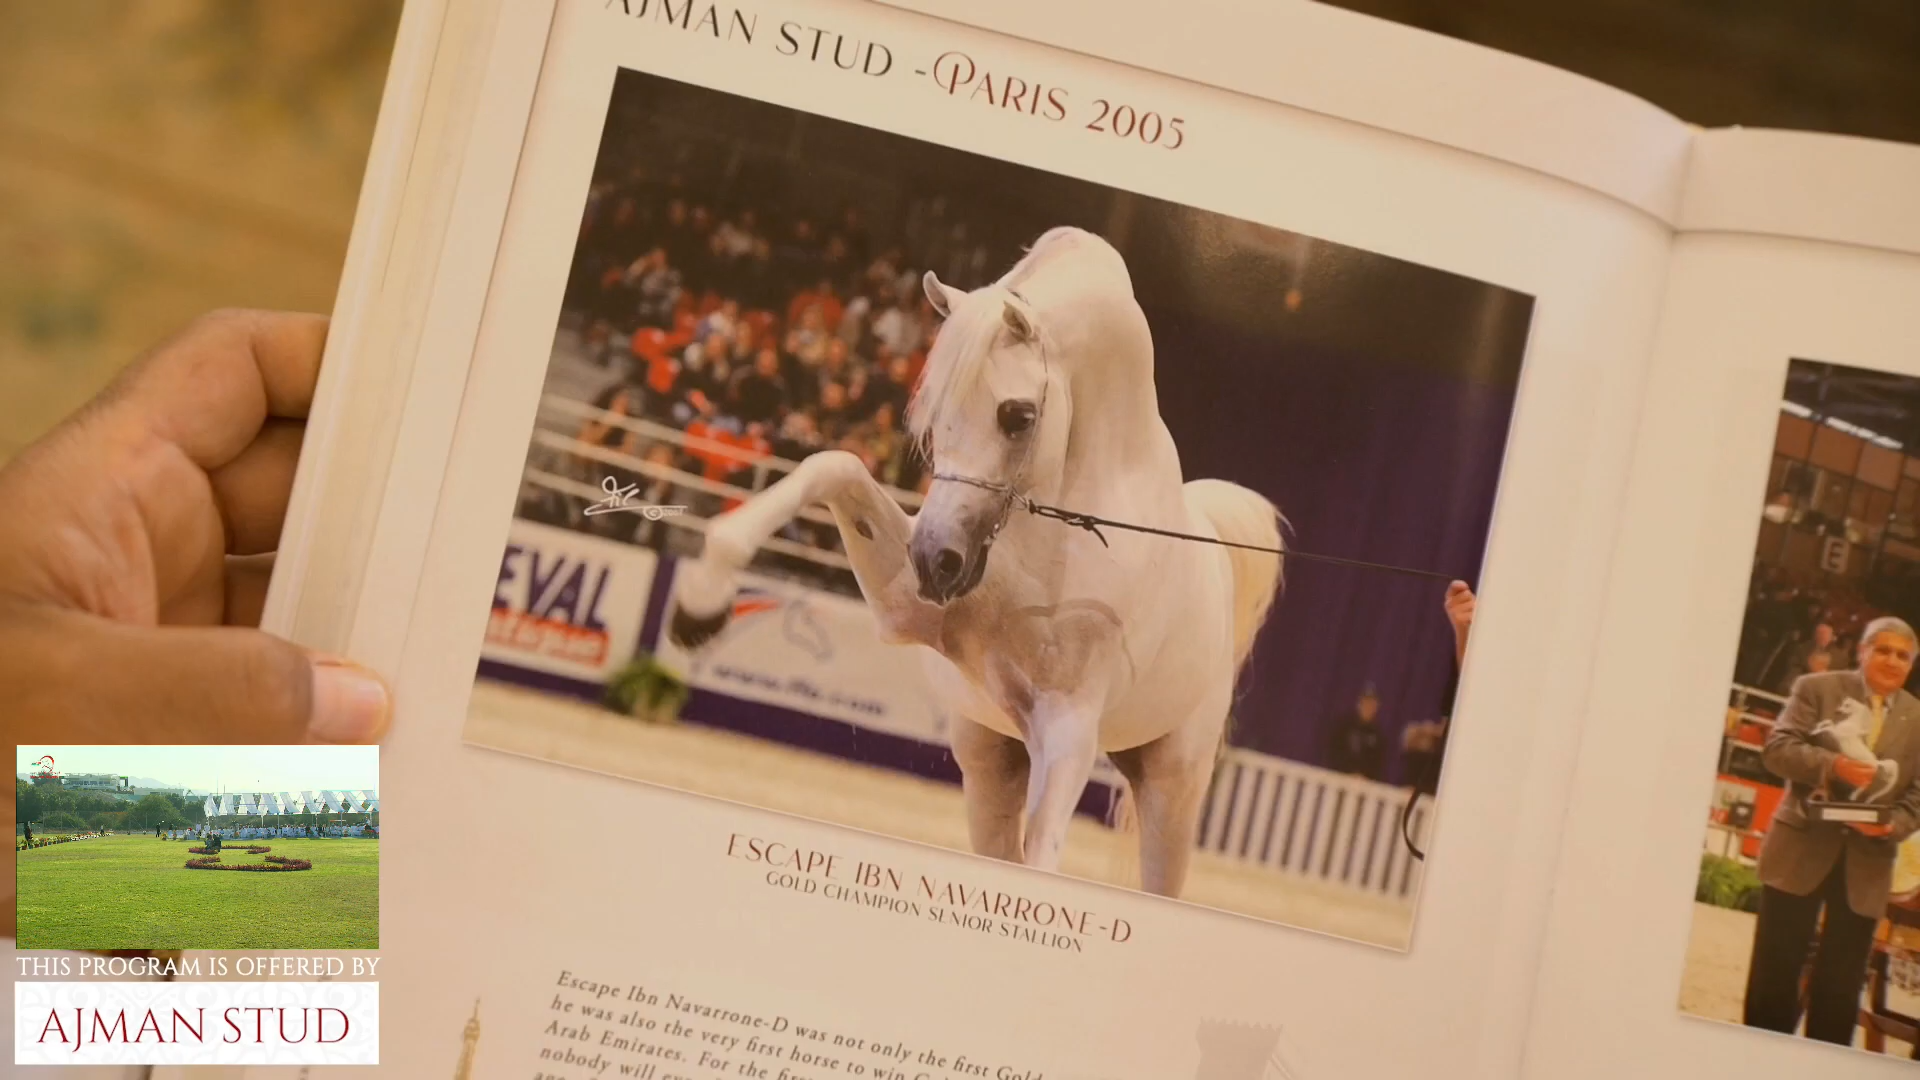 AJMAN STUD - PARIS 2005
©2007
EVAL
ESCAPE IBN NAVARRONE-D
GOLD CHAMPION SENIOR STALLION
Escape Ibn Navarrone-D was not only the first Gold
he was also the very first horse to win
Arab Emirates. For the
nobody will
THIS PROGRAM IS OFFERED BY
AJMAN STUD